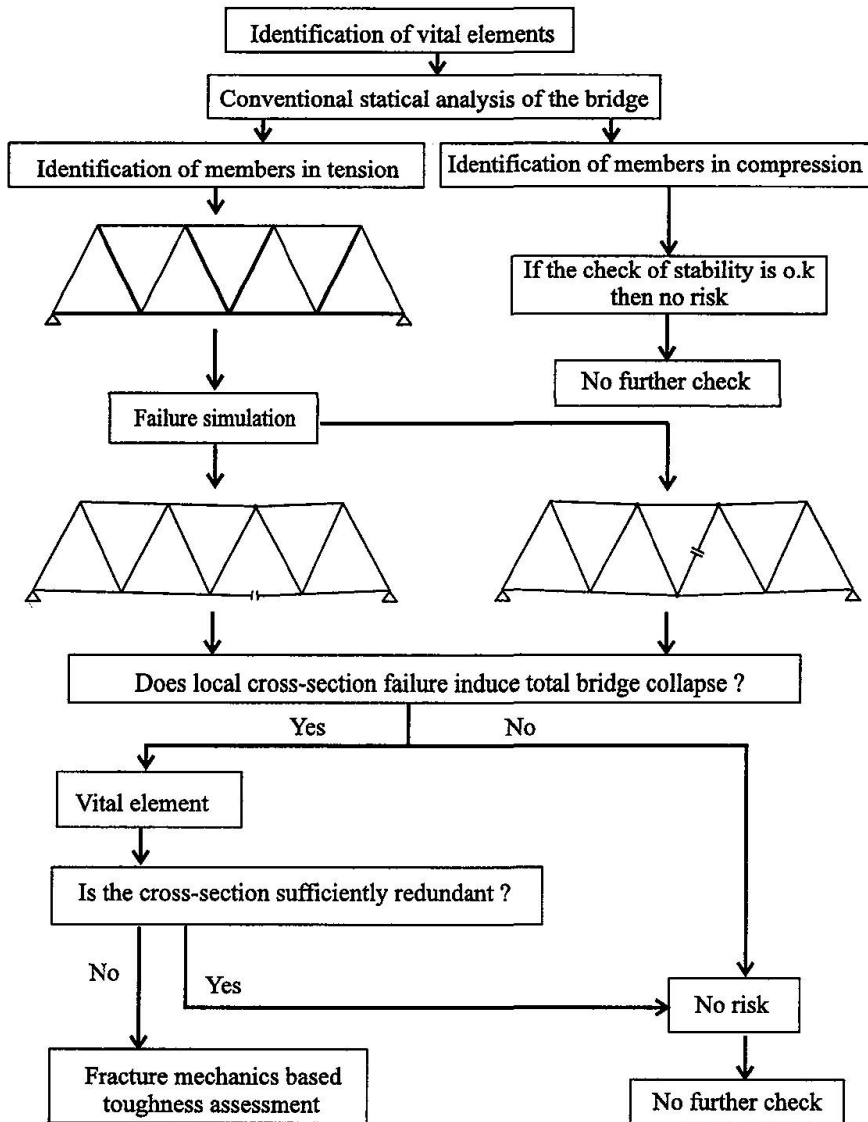 Identification of vital elements
Conventional statical analysis of the bridge
Identification of members in tension
Identification of members in compression
If the check of stability is o.k
then no risk
No further check
Failure simulation
Does local cross-section failure induce total bridge collapse ?
Yes
No
Vital element
Is the cross-section sufficiently redundant ?
No
Yes
No risk
Fracture mechanics based
toughness assessment
No further check